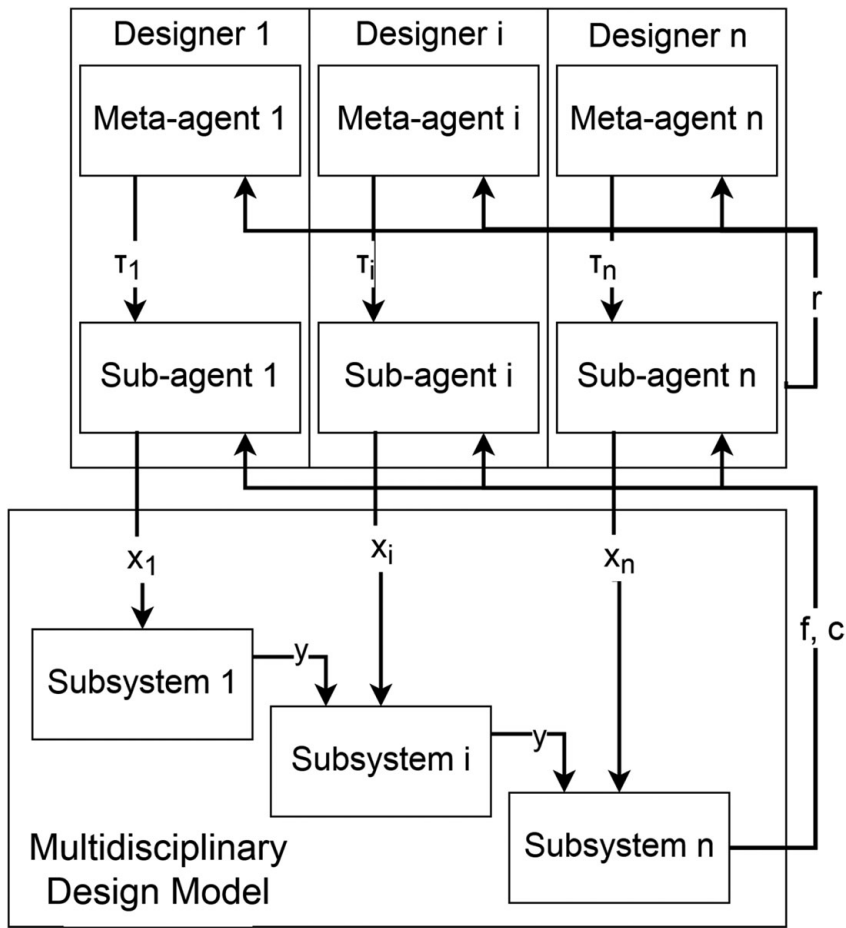 Designer 1
Designer i
Designer n
Meta-agent 1
Meta-agent i
Meta-agent n
τ1
τi
τn
r
Sub-agent 1
Sub-agent i
Sub-agent n
x1
xi
xn
f, c
Subsystem 1
y
Subsystem i
y
Subsystem n
Multidisciplinary
Design Model